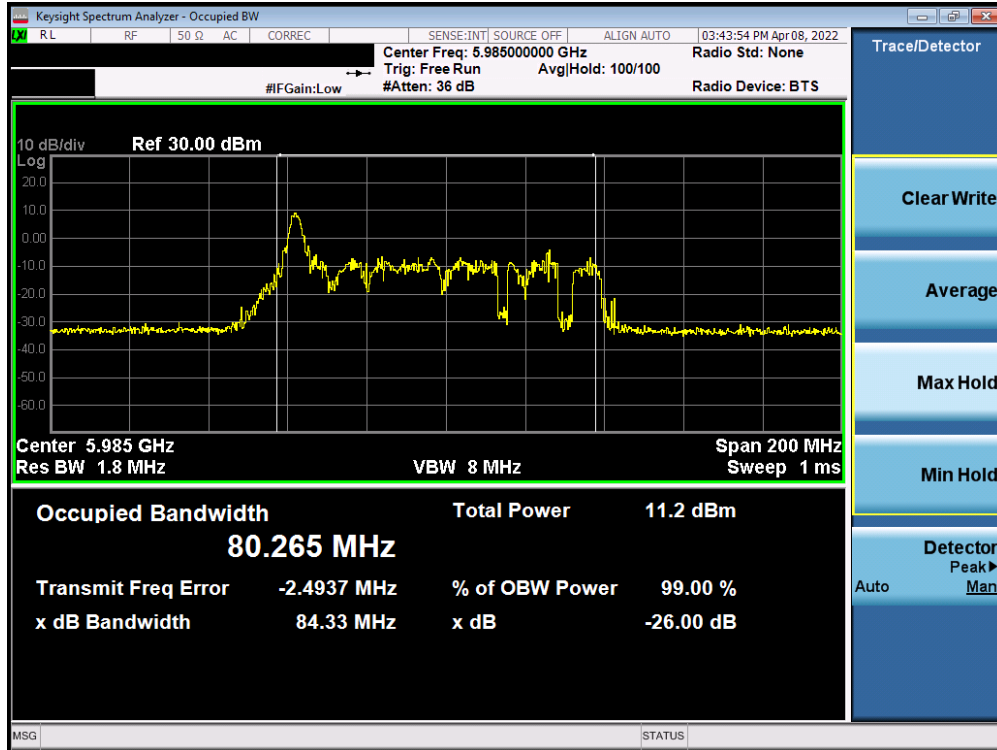 Keysight Spectrum Analyzer - Occupied BW
LXI RL RF 50 Ω AC CORREC SENSE:INT SOURCE OFF ALIGN AUTO 03:43:54 PM Apr 08, 2022
Center Freq: 5.985000000 GHz Radio Std: None
Trig: Free Run Avg|Hold: 100/100
#IFGain:Low #Atten: 36 dB Radio Device: BTS
Trace/Detector
10 dB/div Ref 30.00 dBm
Log
20.0
10.0
0.00
-10.0
-20.0
-30.0
-40.0
-50.0
-60.0
Center 5.985 GHz Span 200 MHz
Res BW 1.8 MHz VBW 8 MHz Sweep 1 ms
Occupied Bandwidth Total Power 11.2 dBm
80.265 MHz
Transmit Freq Error -2.4937 MHz % of OBW Power 99.00 %
x dB Bandwidth 84.33 MHz x dB -26.00 dB
Clear Write
Average
Max Hold
Min Hold
Detector
Peak▶
Auto Man
MSG STATUS